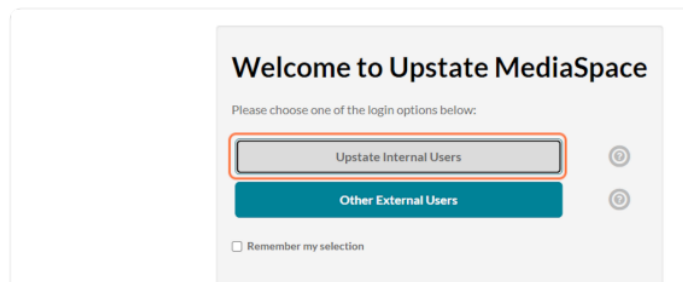 Welcome to Upstate MediaSpace
Please choose one of the login options below:
Upstate Internal Users
Other External Users
Remember my selection